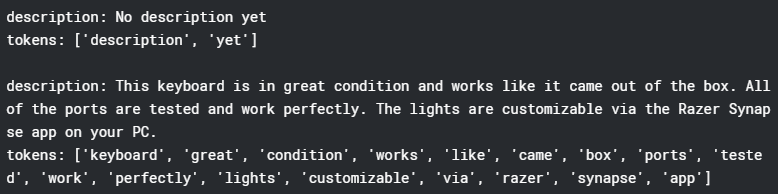 description: No description yet
tokens: ['description', 'yet']

description: This keyboard is in great condition and works like it came out of the box. All
of the ports are tested and work perfectly. The lights are customizable via the Razer Synap
se app on your PC.
tokens: ['keyboard', 'great', 'condition', 'works', 'like', 'came', 'box', 'ports', 'teste
d', 'work', 'perfectly', 'lights', 'customizable', 'via', 'razer', 'synapse', 'app']